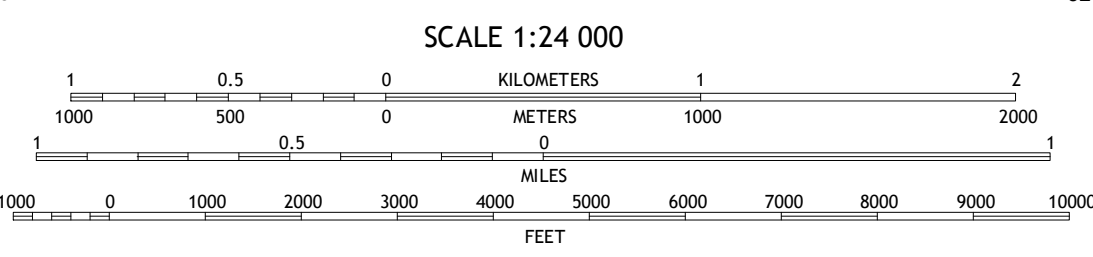 SCALE 1:24 000
1 0.5 0 KILOMETERS 1 2
1000 500 0 METERS 1000 2000
1 0.5 0 1
MILES
1000 0 1000 2000 3000 4000 5000 6000 7000 8000 9000 10000
FEET